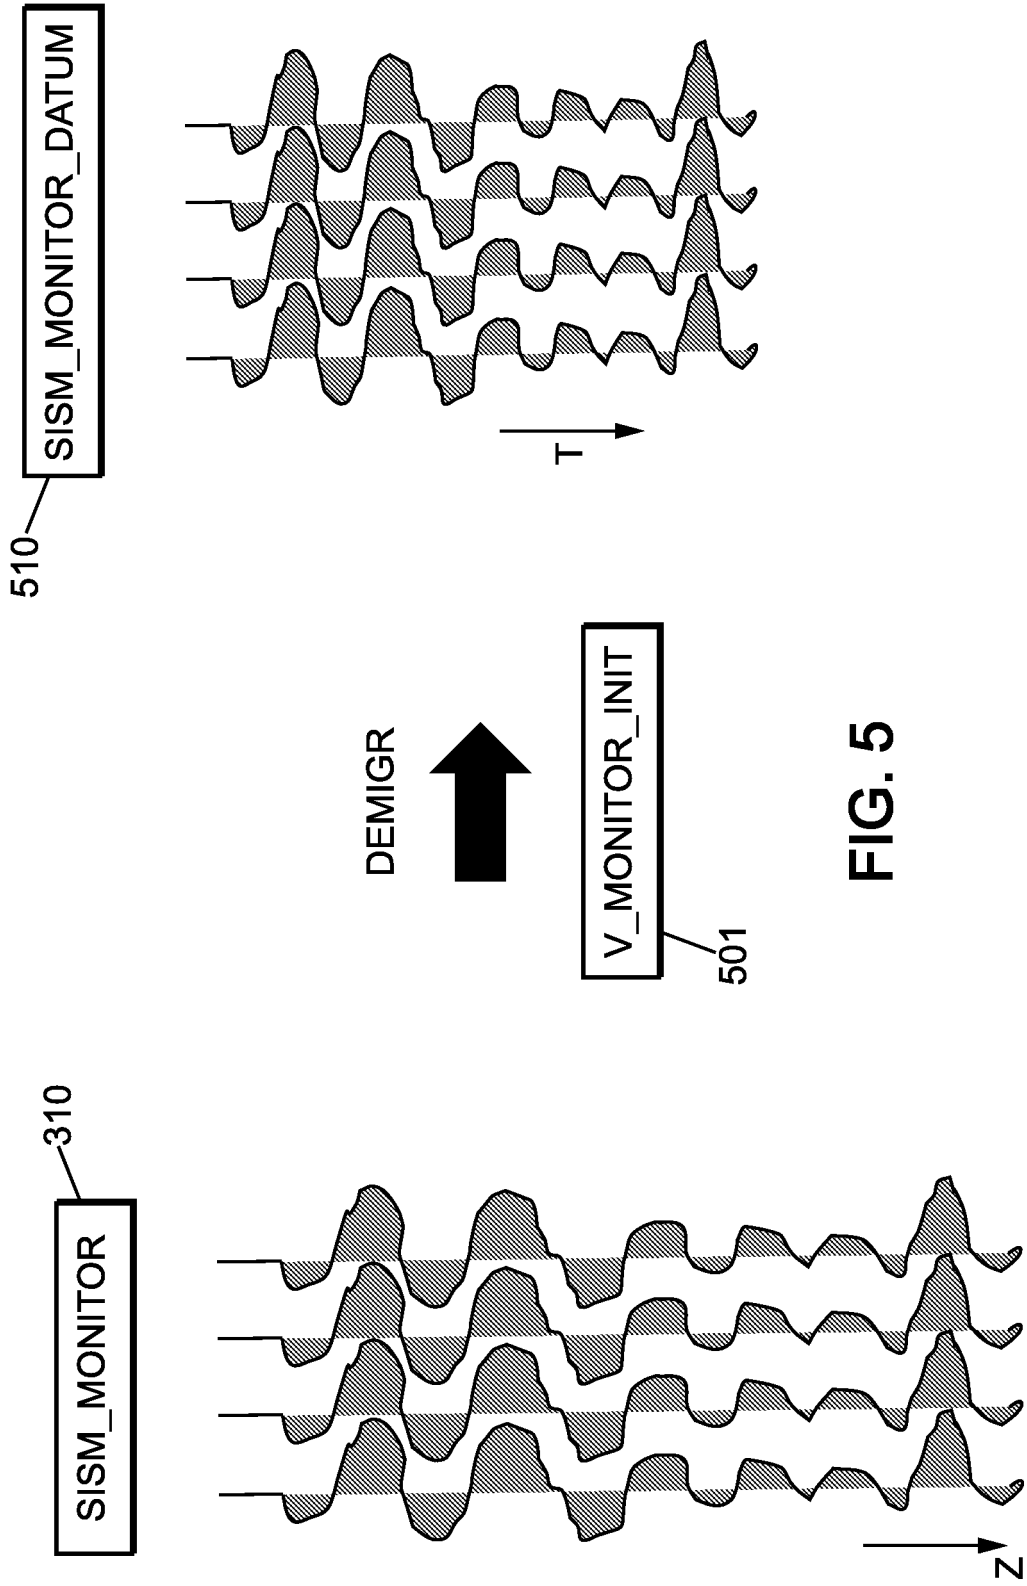 SISM_MONITOR
310
Z
DEMIGR
V_MONITOR_INIT
501
510
SISM_MONITOR_DATUM
T
FIG. 5